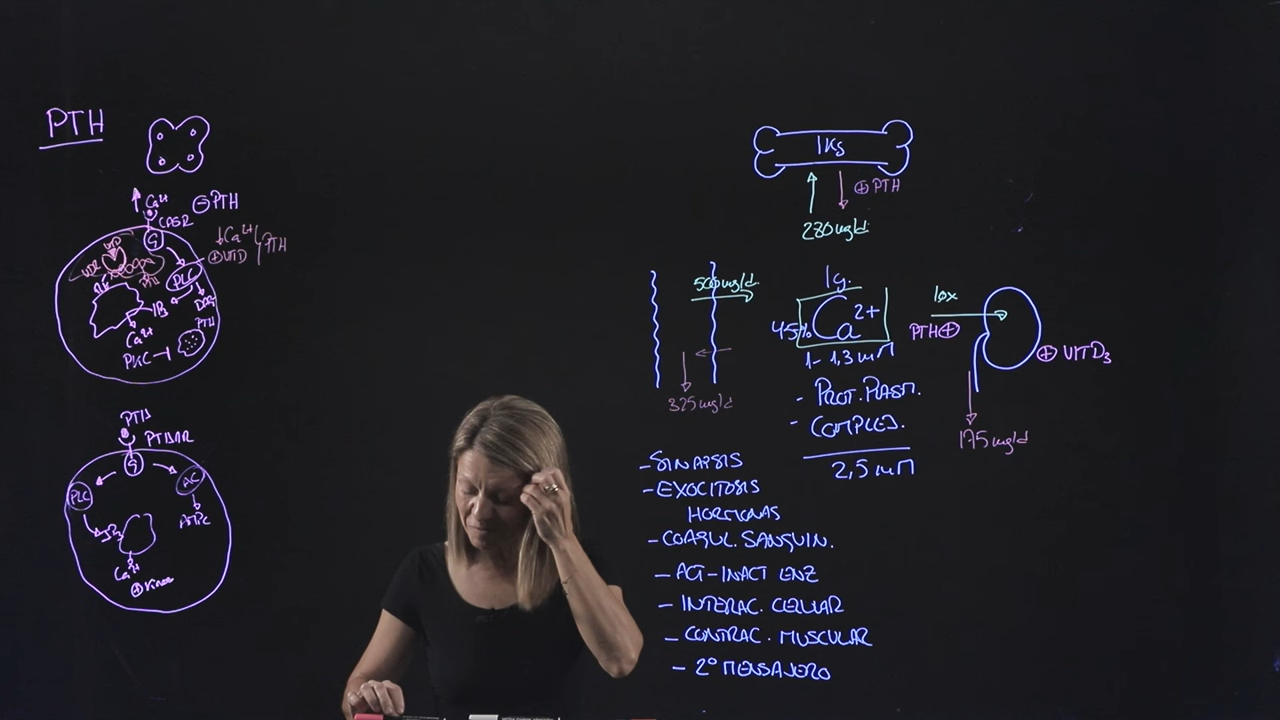 PTH
Ca²⁺
⊖PTH
CASR
G
↓Ca²⁺
⊕VITD
PTH
VDR
PLC
IP₃
DAG
Ca²⁺
PTH
PKC
PTH
G
PLC
AC
AMPc
IP₃
Ca²⁺
1Kg
⊕PTH
280mg/d
500mg/d
325mg/d
1g.
45%
Ca²⁺
1-1,3mM
- PROT. PLASM.
- COMPLEJ.
2,5mM
10x
PTH⊕
⊕ VITD₃
175mg/d
- SINAPSIS
- EXOCITOSIS
HORMONAS
- COAGUL. SANGUIN.
- ACT-INACT ENZ
- INTERAC. CELULAR
- CONTRAC. MUSCULAR
- 2º MENSAJERO